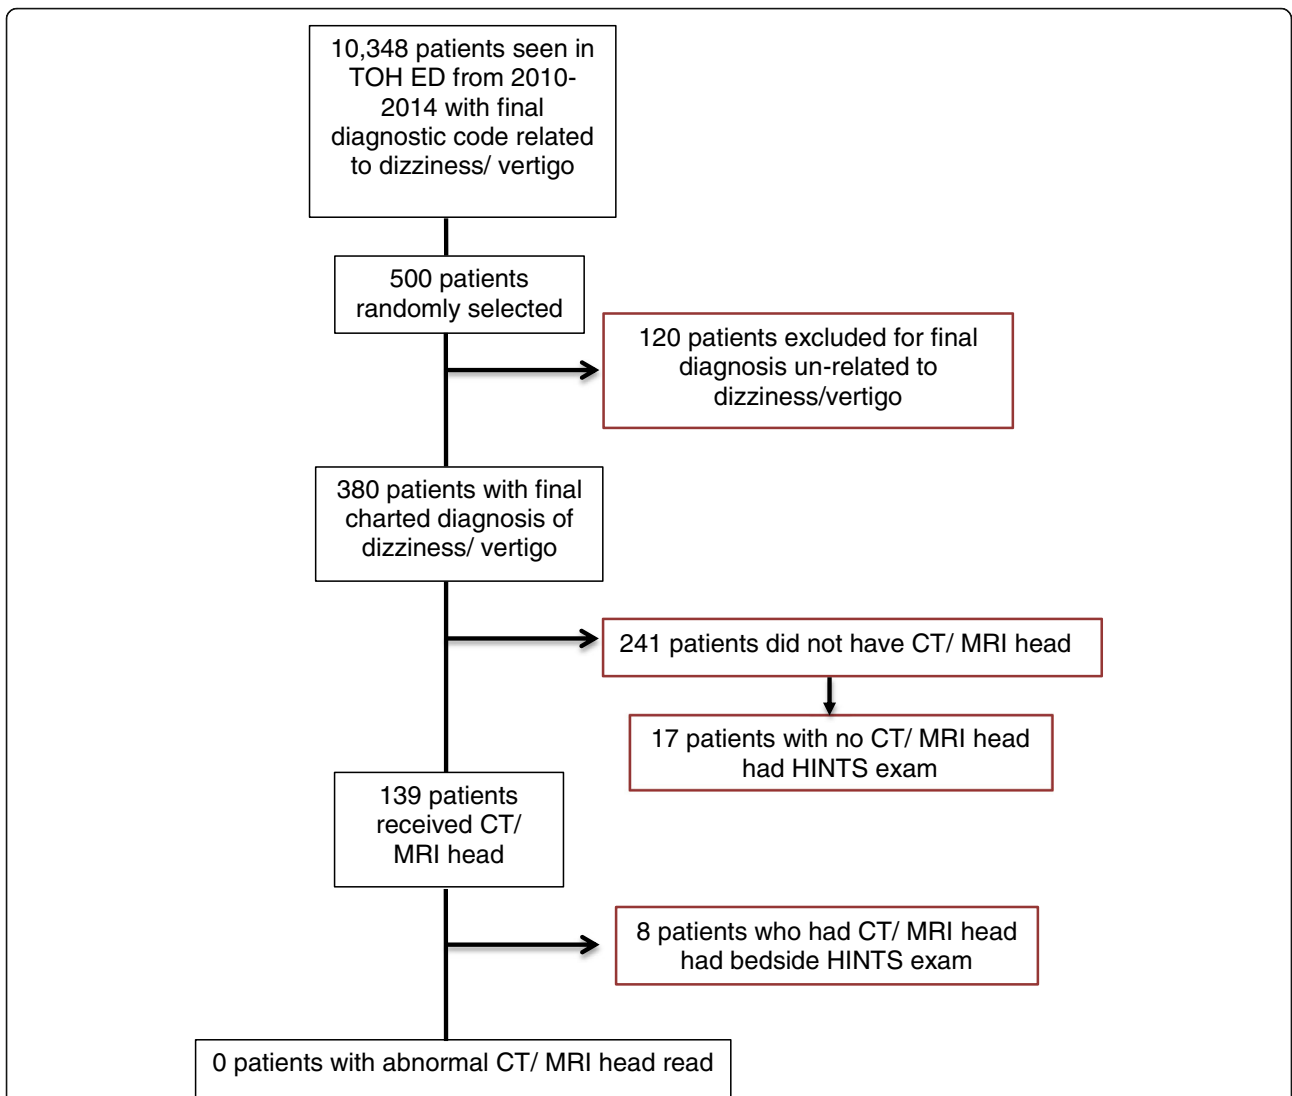 10,348 patients seen in
TOH ED from 2010-
2014 with final
diagnostic code related
to dizziness/ vertigo
500 patients
randomly selected
120 patients excluded for final
diagnosis un-related to
dizziness/vertigo
380 patients with final
charted diagnosis of
dizziness/ vertigo
241 patients did not have CT/ MRI head
17 patients with no CT/ MRI head
had HINTS exam
139 patients
received CT/
MRI head
8 patients who had CT/ MRI head
had bedside HINTS exam
0 patients with abnormal CT/ MRI head read